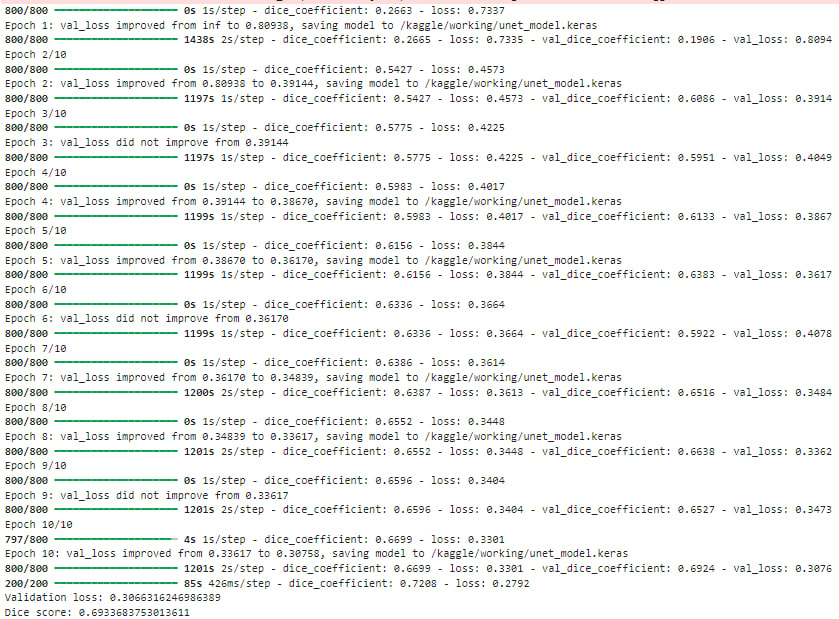 800/800 ━━━━━━━━━━━━━━━━━━━━ 0s 1s/step - dice_coefficient: 0.2663 - loss: 0.7337
Epoch 1: val_loss improved from inf to 0.80938, saving model to /kaggle/working/unet_model.keras
800/800 ━━━━━━━━━━━━━━━━━━━━ 1438s 2s/step - dice_coefficient: 0.2665 - loss: 0.7335 - val_dice_coefficient: 0.1906 - val_loss: 0.8094
Epoch 2/10
800/800 ━━━━━━━━━━━━━━━━━━━━ 0s 1s/step - dice_coefficient: 0.5427 - loss: 0.4573
Epoch 2: val_loss improved from 0.80938 to 0.39144, saving model to /kaggle/working/unet_model.keras
800/800 ━━━━━━━━━━━━━━━━━━━━ 1197s 1s/step - dice_coefficient: 0.5427 - loss: 0.4573 - val_dice_coefficient: 0.6086 - val_loss: 0.3914
Epoch 3/10
800/800 ━━━━━━━━━━━━━━━━━━━━ 0s 1s/step - dice_coefficient: 0.5775 - loss: 0.4225
Epoch 3: val_loss did not improve from 0.39144
800/800 ━━━━━━━━━━━━━━━━━━━━ 1197s 1s/step - dice_coefficient: 0.5775 - loss: 0.4225 - val_dice_coefficient: 0.5951 - val_loss: 0.4049
Epoch 4/10
800/800 ━━━━━━━━━━━━━━━━━━━━ 0s 1s/step - dice_coefficient: 0.5983 - loss: 0.4017
Epoch 4: val_loss improved from 0.39144 to 0.38670, saving model to /kaggle/working/unet_model.keras
800/800 ━━━━━━━━━━━━━━━━━━━━ 1199s 1s/step - dice_coefficient: 0.5983 - loss: 0.4017 - val_dice_coefficient: 0.6133 - val_loss: 0.3867
Epoch 5/10
800/800 ━━━━━━━━━━━━━━━━━━━━ 0s 1s/step - dice_coefficient: 0.6156 - loss: 0.3844
Epoch 5: val_loss improved from 0.38670 to 0.36170, saving model to /kaggle/working/unet_model.keras
800/800 ━━━━━━━━━━━━━━━━━━━━ 1199s 1s/step - dice_coefficient: 0.6156 - loss: 0.3844 - val_dice_coefficient: 0.6383 - val_loss: 0.3617
Epoch 6/10
800/800 ━━━━━━━━━━━━━━━━━━━━ 0s 1s/step - dice_coefficient: 0.6336 - loss: 0.3664
Epoch 6: val_loss did not improve from 0.36170
800/800 ━━━━━━━━━━━━━━━━━━━━ 1199s 1s/step - dice_coefficient: 0.6336 - loss: 0.3664 - val_dice_coefficient: 0.5922 - val_loss: 0.4078
Epoch 7/10
800/800 ━━━━━━━━━━━━━━━━━━━━ 0s 1s/step - dice_coefficient: 0.6386 - loss: 0.3614
Epoch 7: val_loss improved from 0.36170 to 0.34839, saving model to /kaggle/working/unet_model.keras
800/800 ━━━━━━━━━━━━━━━━━━━━ 1200s 2s/step - dice_coefficient: 0.6387 - loss: 0.3613 - val_dice_coefficient: 0.6516 - val_loss: 0.3484
Epoch 8/10
800/800 ━━━━━━━━━━━━━━━━━━━━ 0s 1s/step - dice_coefficient: 0.6552 - loss: 0.3448
Epoch 8: val_loss improved from 0.34839 to 0.33617, saving model to /kaggle/working/unet_model.keras
800/800 ━━━━━━━━━━━━━━━━━━━━ 1201s 2s/step - dice_coefficient: 0.6552 - loss: 0.3448 - val_dice_coefficient: 0.6638 - val_loss: 0.3362
Epoch 9/10
800/800 ━━━━━━━━━━━━━━━━━━━━ 0s 1s/step - dice_coefficient: 0.6596 - loss: 0.3404
Epoch 9: val_loss did not improve from 0.33617
800/800 ━━━━━━━━━━━━━━━━━━━━ 1201s 2s/step - dice_coefficient: 0.6596 - loss: 0.3404 - val_dice_coefficient: 0.6527 - val_loss: 0.3473
Epoch 10/10
797/800 ━━━━━━━━━━━━━━━━━━━━ 4s 1s/step - dice_coefficient: 0.6699 - loss: 0.3301
Epoch 10: val_loss improved from 0.33617 to 0.30758, saving model to /kaggle/working/unet_model.keras
800/800 ━━━━━━━━━━━━━━━━━━━━ 1201s 2s/step - dice_coefficient: 0.6699 - loss: 0.3301 - val_dice_coefficient: 0.6924 - val_loss: 0.3076
200/200 ━━━━━━━━━━━━━━━━━━━━ 85s 426ms/step - dice_coefficient: 0.7208 - loss: 0.2792
Validation loss: 0.3066316246986389
Dice score: 0.6933683753013611